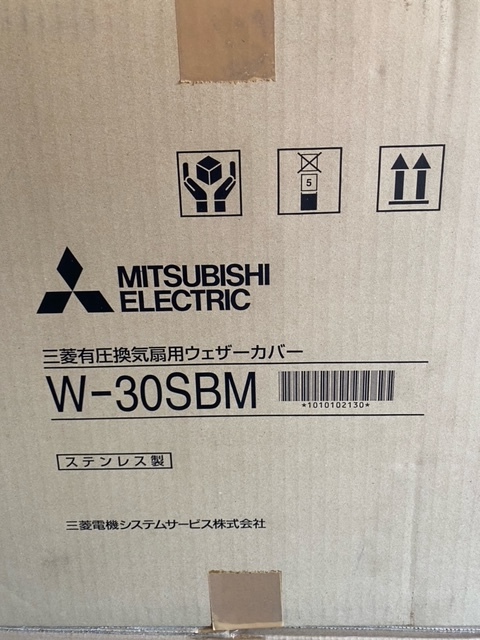 5
MITSUBISHI
ELECTRIC
三菱有圧換気扇用ウェザーカバー
W-30SBM
*1010102130*
ステンレス製
三菱電機システムサービス株式会社